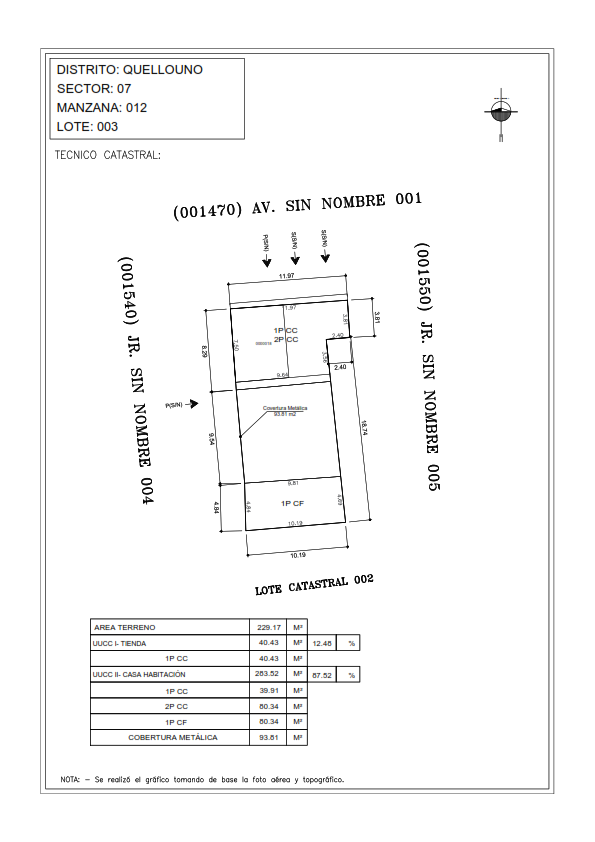 DISTRITO: QUELLOUNO
SECTOR: 07
MANZANA: 012
LOTE: 003
TECNICO CATASTRAL:
(001470) AV. SIN NOMBRE 001
(001540) JR. SIN NOMBRE 004
(001550) JR. SIN NOMBRE 005
P(S/N)
S(S/N)
S(S/N)
11.97
1.97
3.81
3.81
1P CC
2P CC
7.60
8.29
2.40
2.40
9.64
P(S/N)
Covertura Metálica
93.81 m2
9.54
18.74
9.81
4.84
4.84
1P CF
10.19
10.19
LOTE CATASTRAL 002
AREA TERRENO 229.17 M²
UUCC I- TIENDA 40.43 M² 12.48 %
1P CC 40.43 M²
UUCC II- CASA HABITACIÓN 283.52 M² 87.52 %
1P CC 39.91 M²
2P CC 80.34 M²
1P CF 80.34 M²
COBERTURA METÁLICA 93.81 M²
NOTA: - Se realizó el gráfico tomando de base la foto aérea y topográfico.